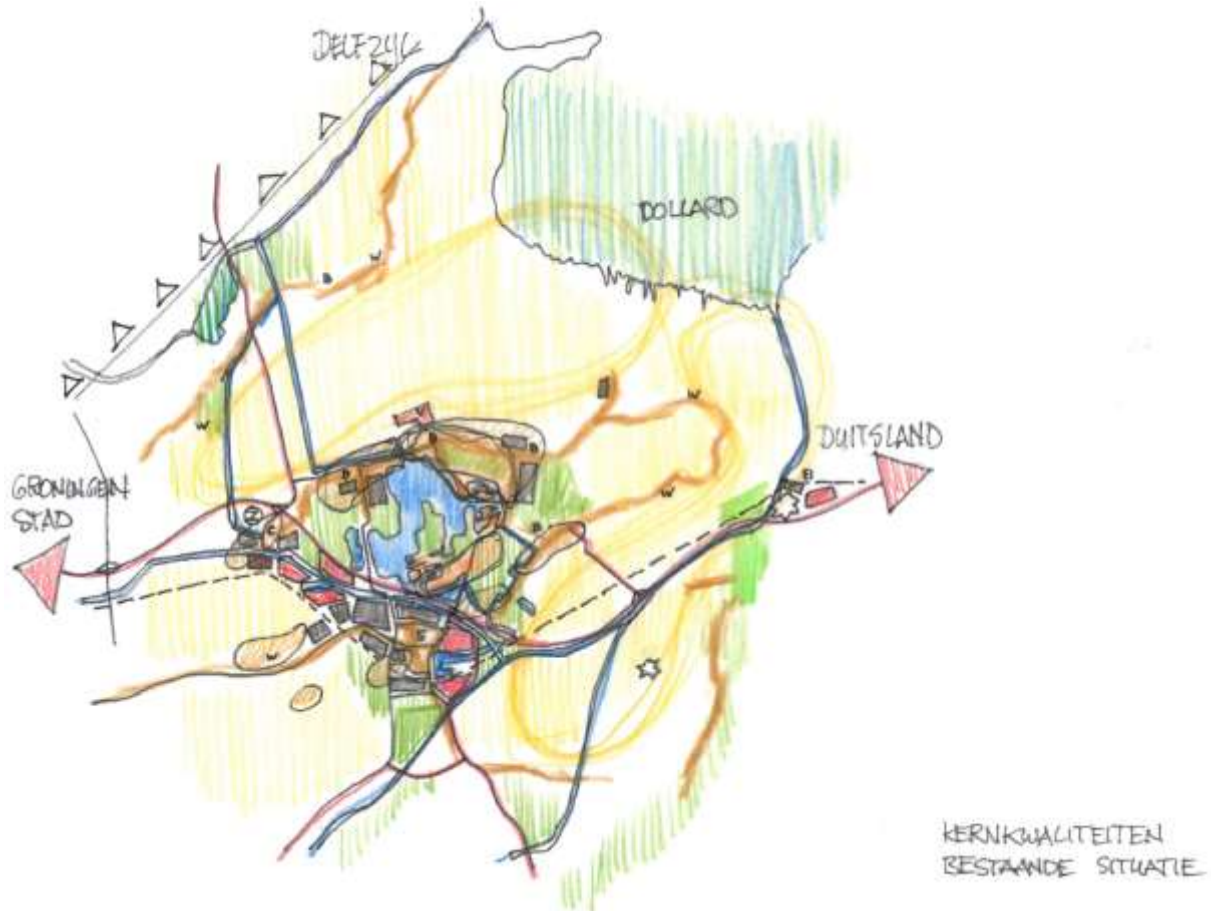 DELFZYL
DOLLARD
DUITSLAND
GRONINGEN
STAD
W
B
W
W
W
W
B
B
KERNKWALITEITEN
BESTAANDE SITUATIE